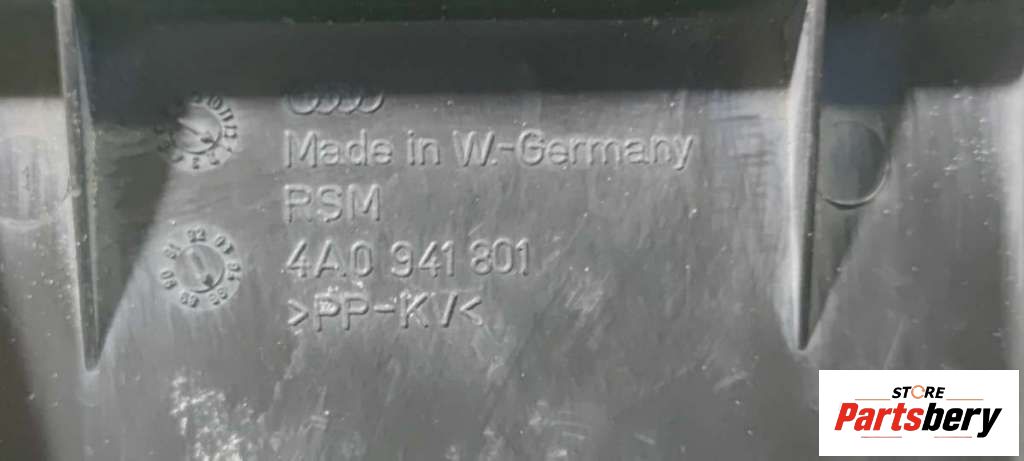 Made in W.-Germany
RSM
4A0 941 801
>PP-KV<
STORE
Partsbery